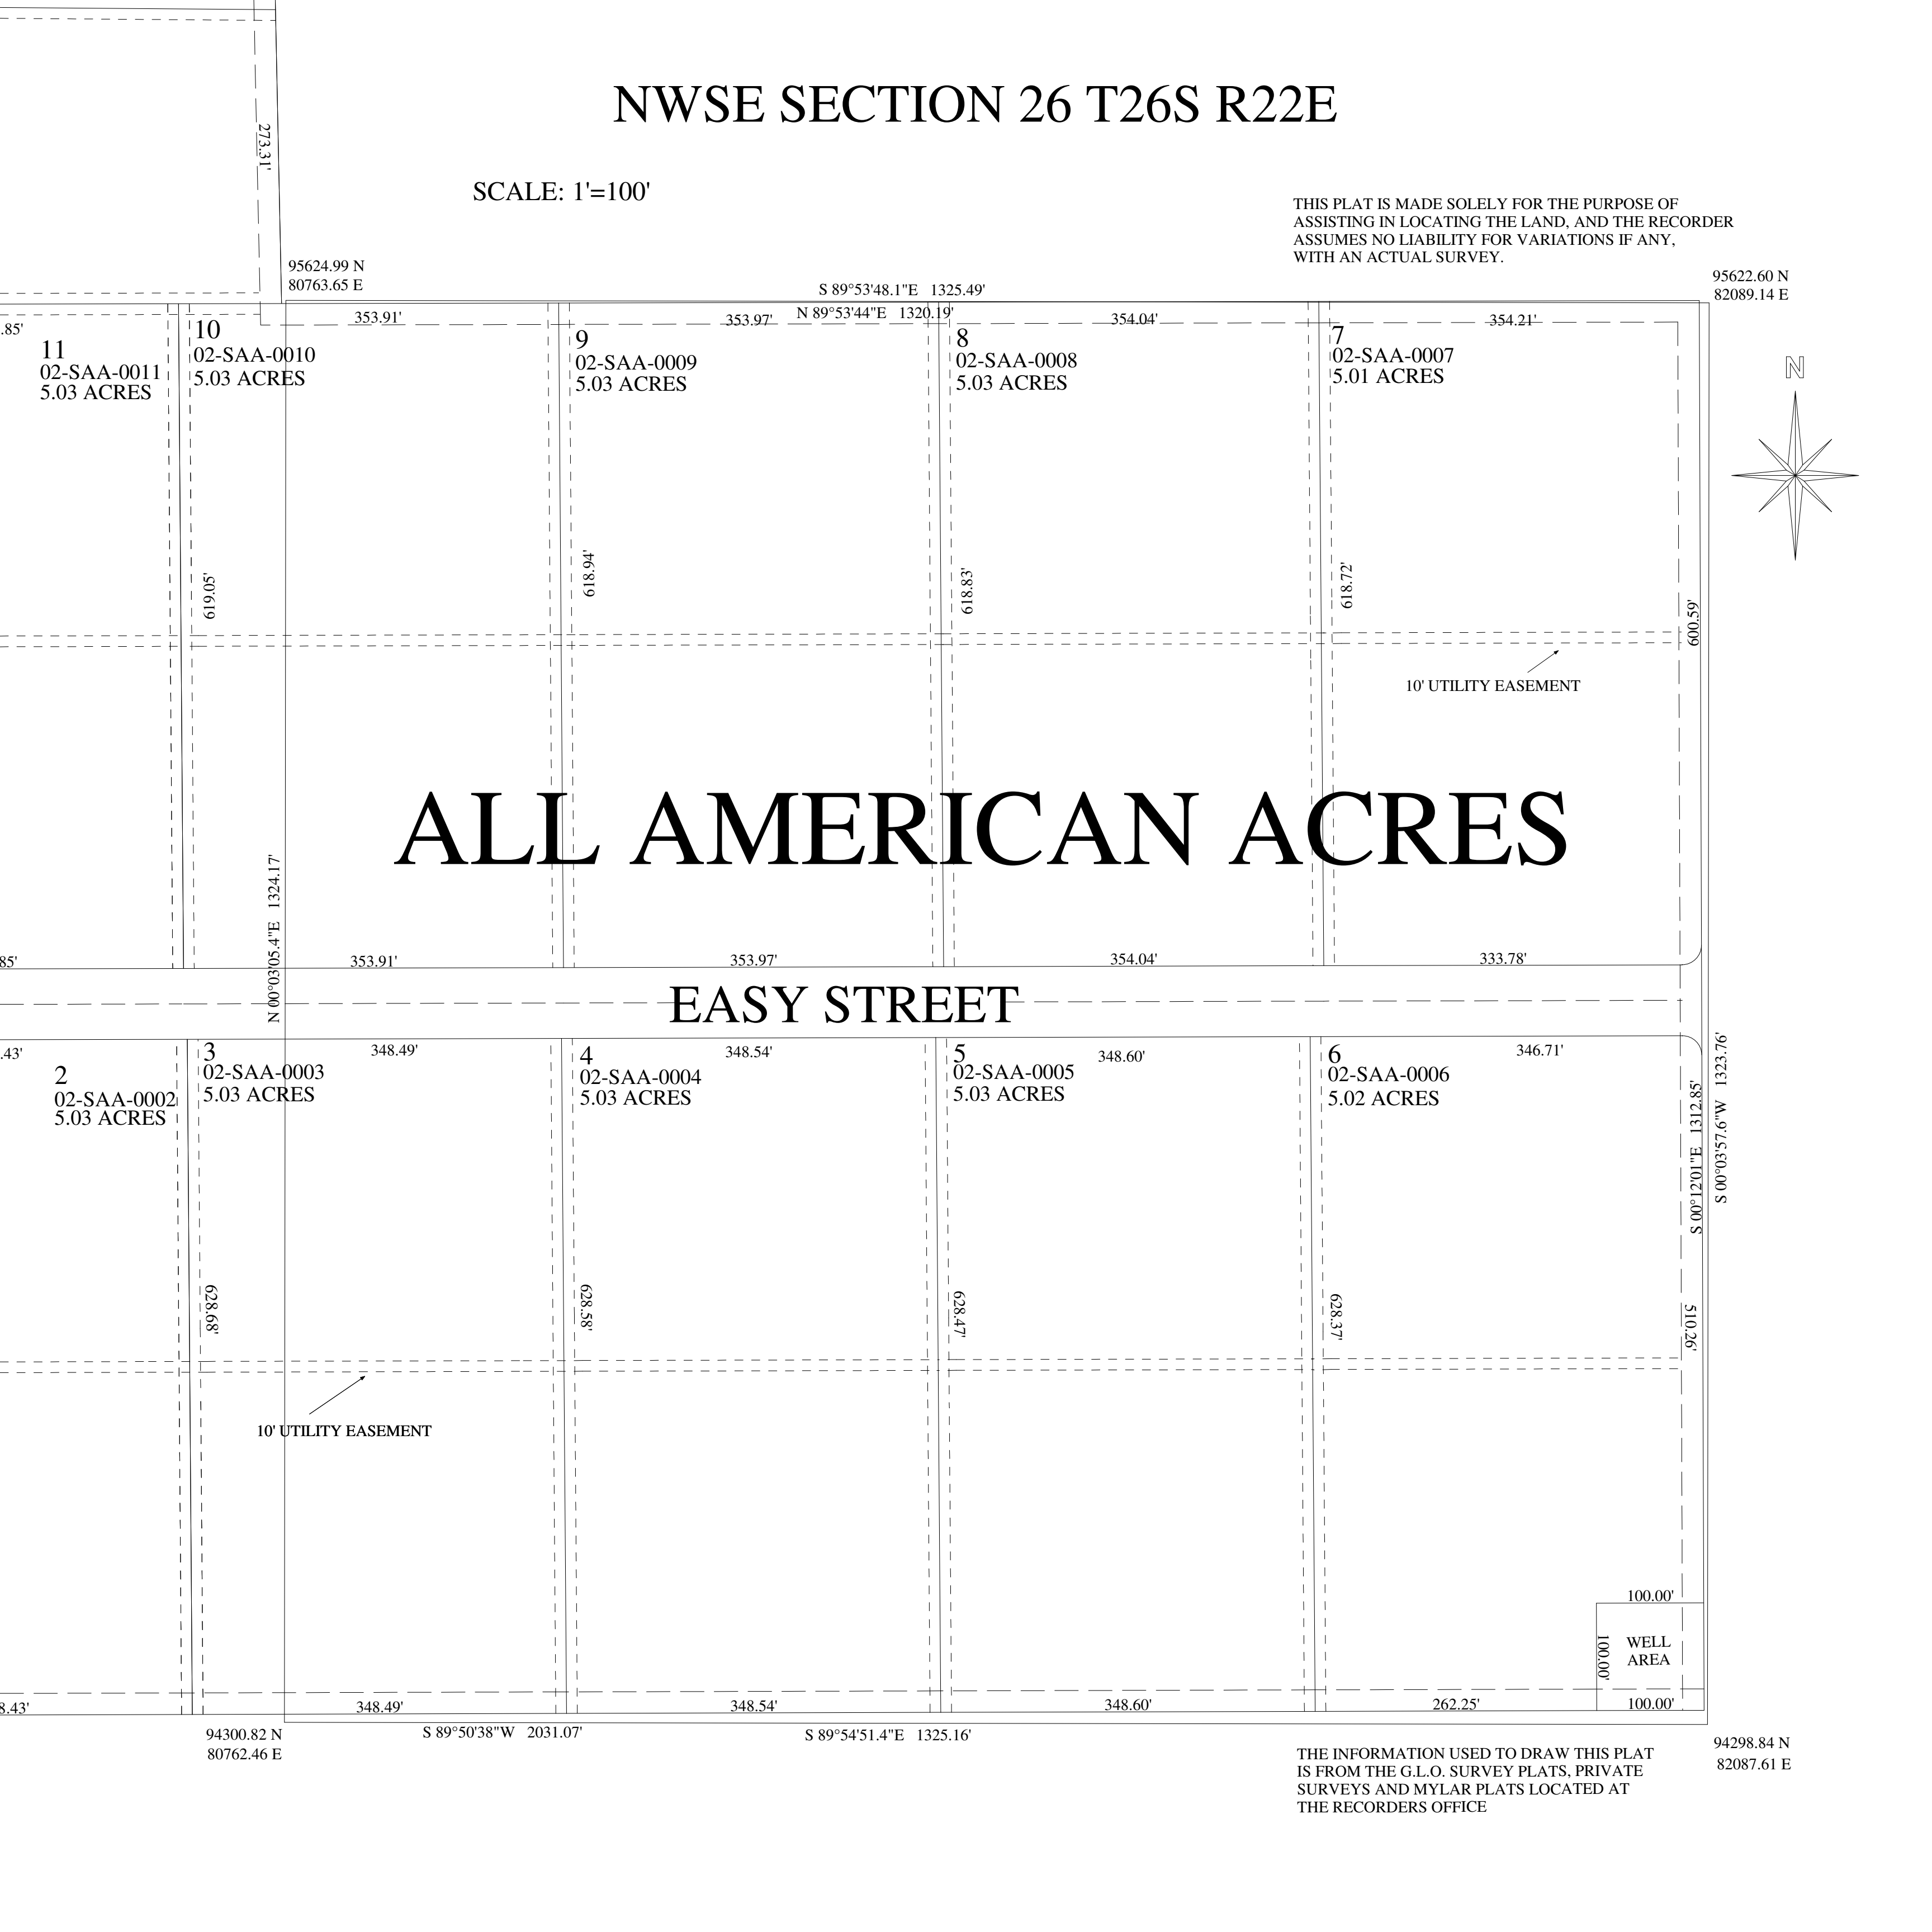 NWSE SECTION 26 T26S R22E
273.31'
SCALE: 1'=100'
THIS PLAT IS MADE SOLELY FOR THE PURPOSE OF
ASSISTING IN LOCATING THE LAND, AND THE RECORDER
ASSUMES NO LIABILITY FOR VARIATIONS IF ANY,
WITH AN ACTUAL SURVEY.
95624.99 N
80763.65 E
S 89°53'48.1"E 1325.49'
95622.60 N
82089.14 E
N 89°53'44"E 1320.19'
.85'
353.91'
353.97'
354.04'
354.21'
11
02-SAA-0011
5.03 ACRES
10
02-SAA-0010
5.03 ACRES
9
02-SAA-0009
5.03 ACRES
8
02-SAA-0008
5.03 ACRES
7
02-SAA-0007
5.01 ACRES
N
619.05'
618.94'
618.83'
618.72'
600.59'
10' UTILITY EASEMENT
ALL AMERICAN ACRES
N 00°03'05.4"E 1324.17'
85'
353.91'
353.97'
354.04'
333.78'
EASY STREET
.43'
348.49'
348.54'
348.60'
346.71'
2
02-SAA-0002
5.03 ACRES
3
02-SAA-0003
5.03 ACRES
4
02-SAA-0004
5.03 ACRES
5
02-SAA-0005
5.03 ACRES
6
02-SAA-0006
5.02 ACRES
S 00°12'01"E 1312.85'
S 00°03'57.6"W 1323.76'
628.68'
628.58'
628.47'
628.37'
510.26'
10' UTILITY EASEMENT
100.00'
100.00'
WELL
AREA
8.43'
348.49'
348.54'
348.60'
262.25'
100.00'
94300.82 N
80762.46 E
S 89°50'38"W 2031.07'
S 89°54'51.4"E 1325.16'
94298.84 N
82087.61 E
THE INFORMATION USED TO DRAW THIS PLAT
IS FROM THE G.L.O. SURVEY PLATS, PRIVATE
SURVEYS AND MYLAR PLATS LOCATED AT
THE RECORDERS OFFICE